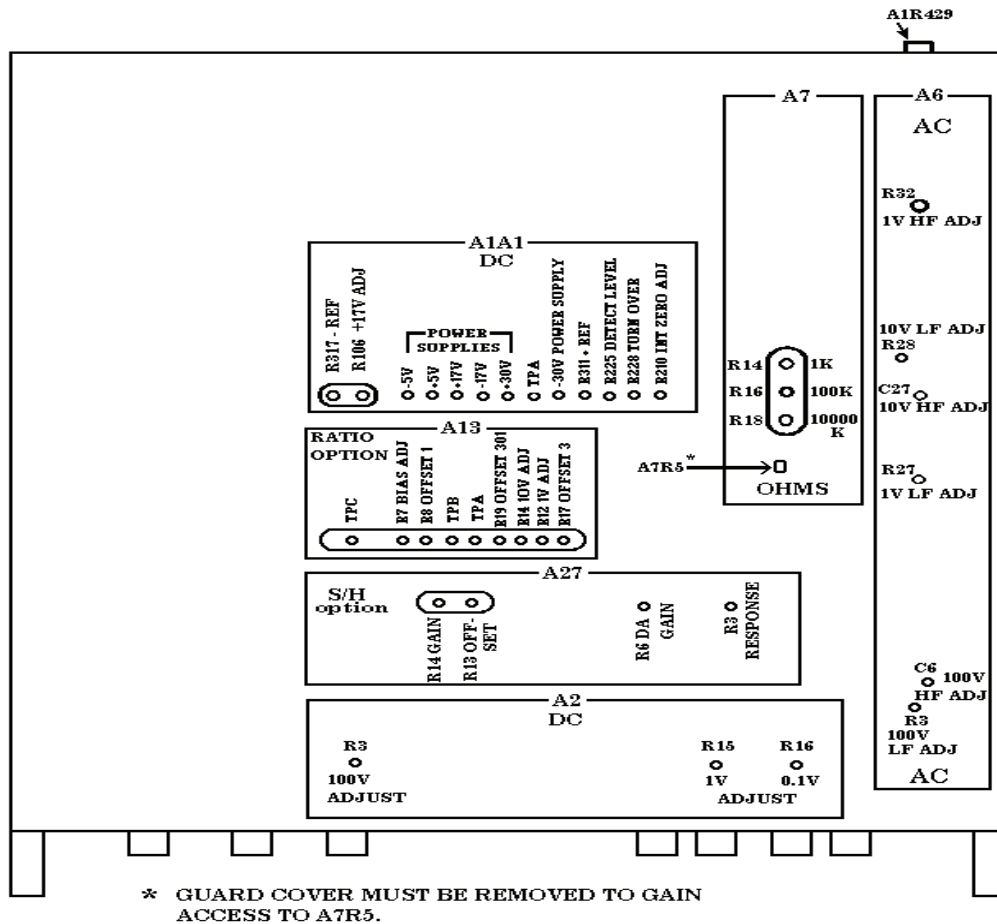 A1R429
A7
A6
AC
R32
1V HF ADJ
A1A1
DC
R317 - REF
R106 +17V ADJ
POWER
SUPPLIES
-5V
+5V
+17V
-17V
+30V
TPA
-30V POWER SUPPLY
R311 + REF
R225 DETECT LEVEL
R228 TURN OVER
R210 INT ZERO ADJ
10V LF ADJ
R28
R14
1K
R16
100K
C27
10V HF ADJ
R18
10000
K
A13
RATIO
OPTION
TPC
R7 BIAS ADJ
R8 OFFSET 1
TPB
TPA
R19 OFFSET 301
R14 10V ADJ
R12 1V ADJ
R17 OFFSET 3
A7R5*
OHMS
R27
1V LF ADJ
A27
S/H
option
R14 GAIN
R13 OFF-
SET
R6 DA
GAIN
R3
RESPONSE
C6
100V
HF ADJ
R3
100V
LF ADJ
AC
A2
DC
R3
100V
ADJUST
R15
1V
R16
0.1V
ADJUST
* GUARD COVER MUST BE REMOVED TO GAIN
ACCESS TO A7R5.